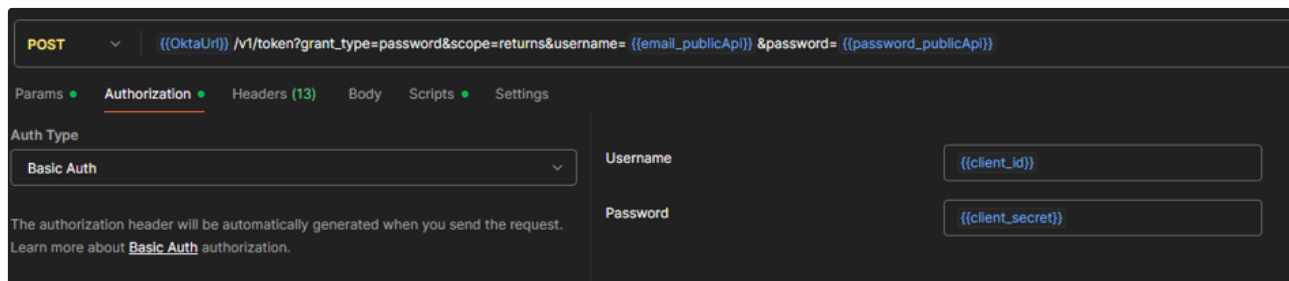 POST {{OktaUrl}} /v1/token?grant_type=password&scope=returns&username= {{email_publicApi}} &password= {{password_publicApi}}
Params Authorization Headers (13) Body Scripts Settings
Auth Type
Basic Auth
The authorization header will be automatically generated when you send the request.
Learn more about Basic Auth authorization.
Username {{client_id}}
Password {{client_secret}}